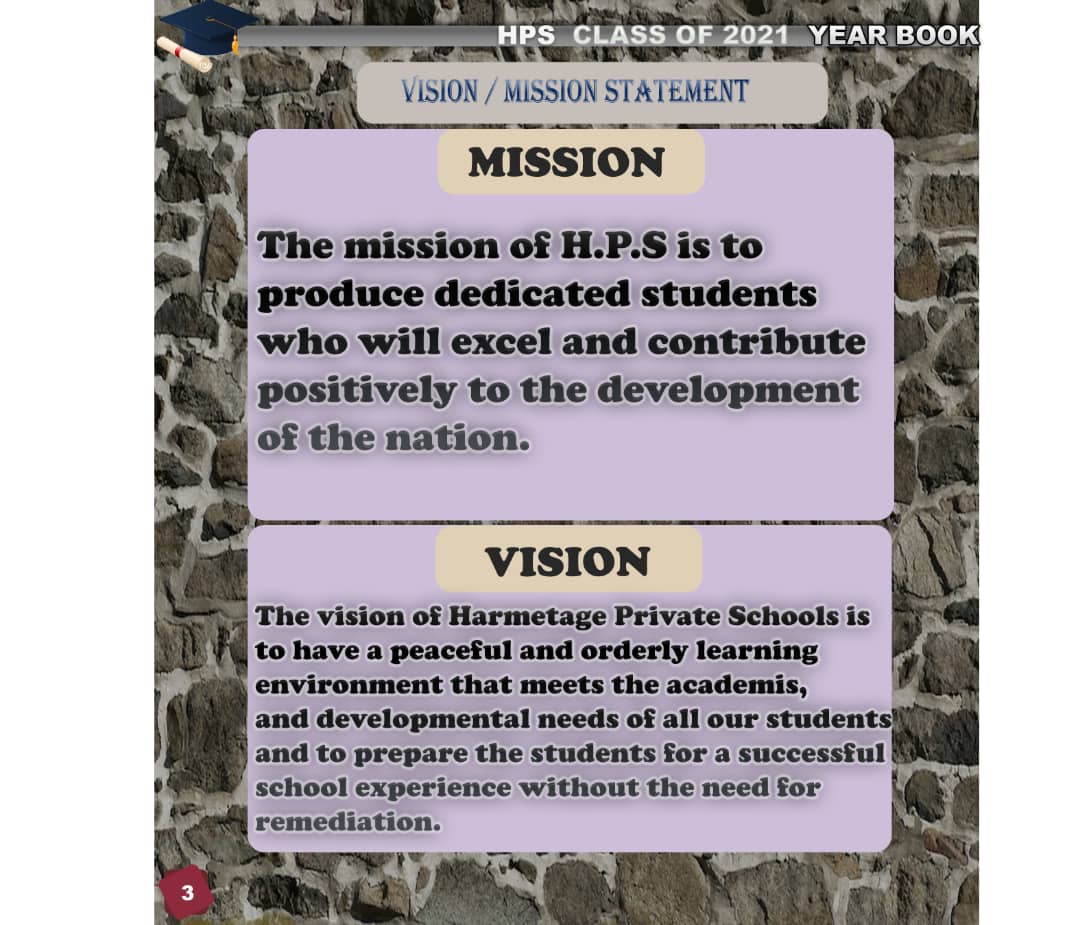 HPS CLASS OF 2021 YEAR BOOK
VISION / MISSION STATEMENT
MISSION
The mission of H.P.S is to
produce dedicated students
who will excel and contribute
positively to the development
of the nation.
VISION
The vision of Harmetage Private Schools is
to have a peaceful and orderly learning
environment that meets the academis,
and developmental needs of all our students
and to prepare the students for a successful
school experience without the need for
remediation.
3